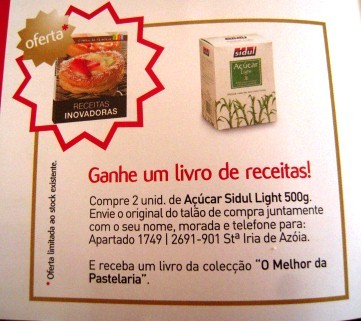 oferta*
RECEITAS
INOVADORAS
sidul
Açúcar
Light
Ganhe um livro de receitas!
Compre 2 unid. de Açúcar Sidul Light 500g.
Envie o original do talão de compra juntamente
com o seu nome, morada e telefone para:
Apartado 1749 | 2691-901 Stª Iria de Azóia.
E receba um livro da colecção "O Melhor da
Pastelaria".
* Oferta limitada ao stock existente.